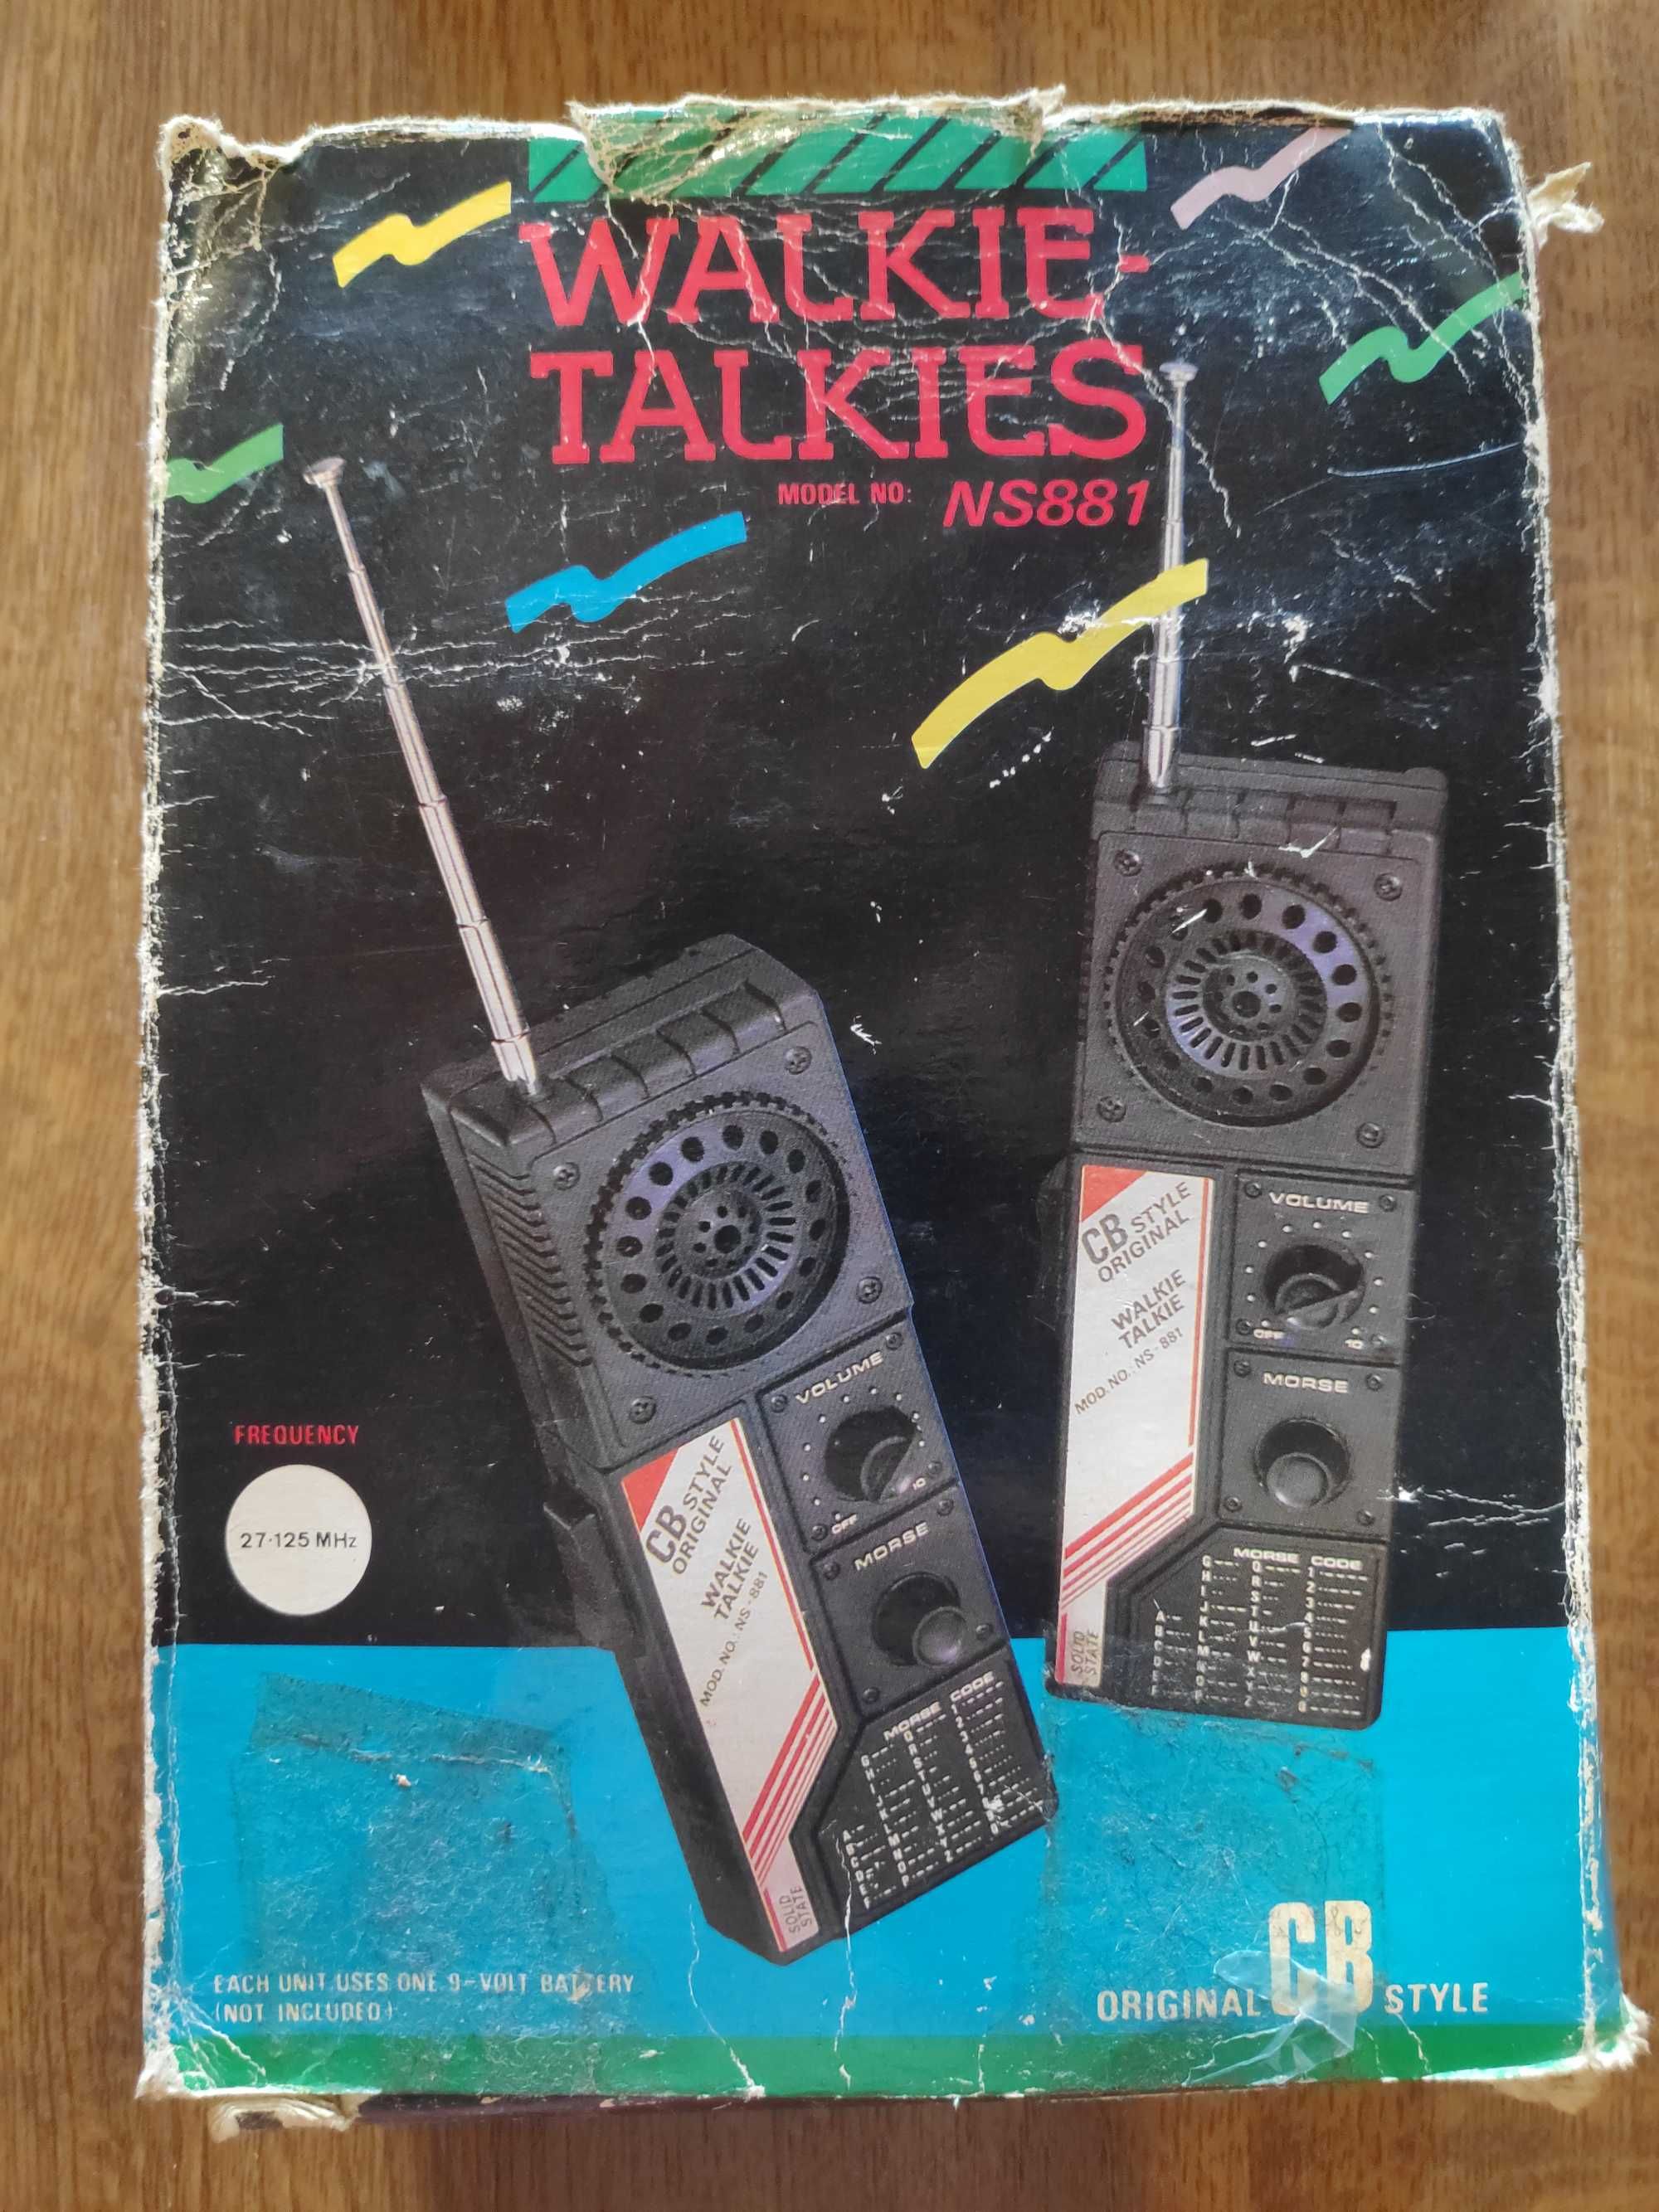 WALKIE-
TALKIES
MODEL NO: NS881
CB STYLE
ORIGINAL
WALKIE
TALKIE
MOD. NO.: NS-881
SOLID
STATE
VOLUME
OFF 10
MORSE
MORSE CODE
FREQUENCY
27·125 MHz
CB STYLE
ORIGINAL
WALKIE
TALKIE
MOD. NO.: NS-881
SOLID
STATE
VOLUME
10
OFF
MORSE
MORSE CODE
EACH UNIT USES ONE 9-VOLT BATTERY
(NOT INCLUDED)
ORIGINAL CB STYLE